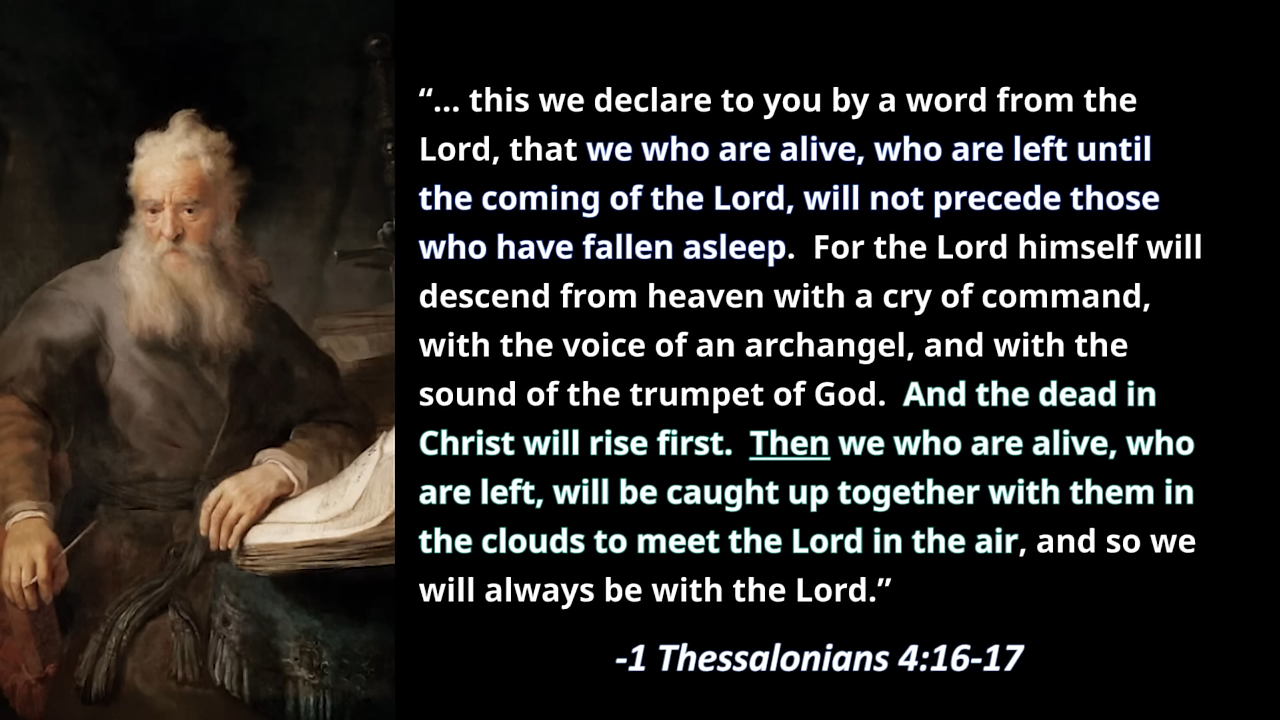 “... this we declare to you by a word from the
Lord, that we who are alive, who are left until
the coming of the Lord, will not precede those
who have fallen asleep.  For the Lord himself will
descend from heaven with a cry of command,
with the voice of an archangel, and with the
sound of the trumpet of God.  And the dead in
Christ will rise first.  Then we who are alive, who
are left, will be caught up together with them in
the clouds to meet the Lord in the air, and so we
will always be with the Lord.”
-1 Thessalonians 4:16-17